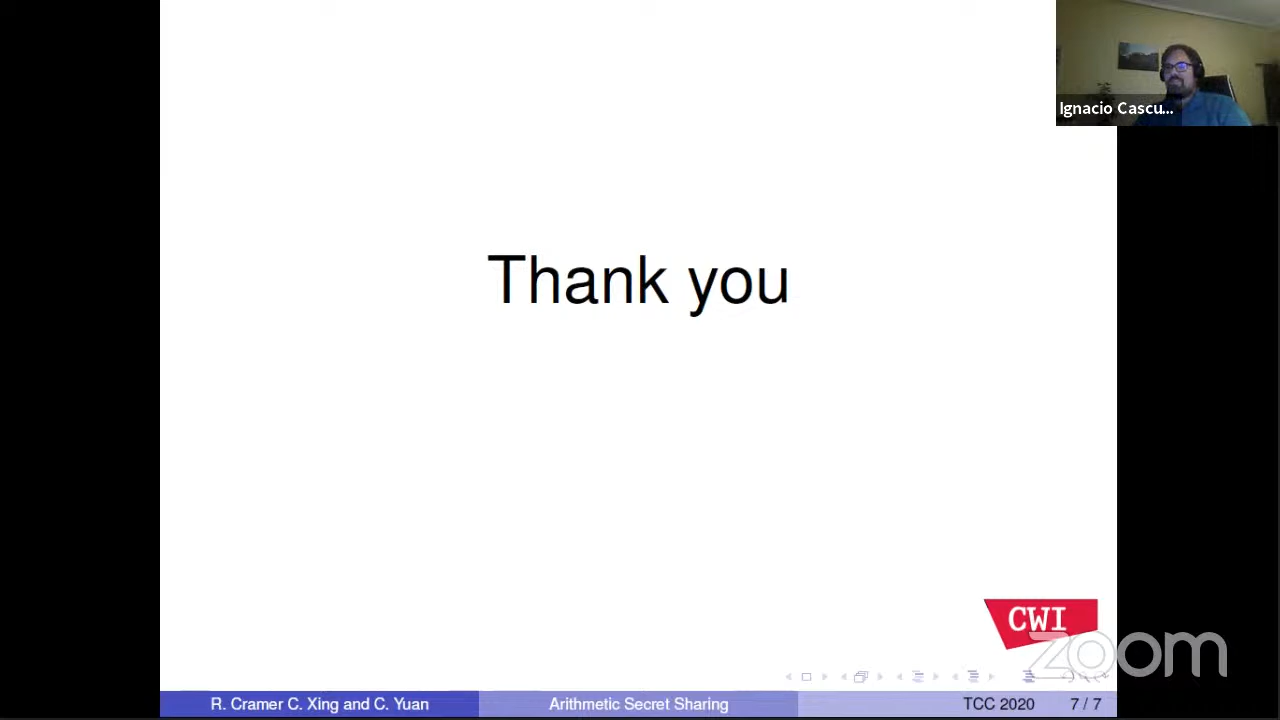 Ignacio Cascu...
Thank you
CWI
zoom
R. Cramer C. Xing and C. Yuan
Arithmetic Secret Sharing
TCC 2020
7 / 7